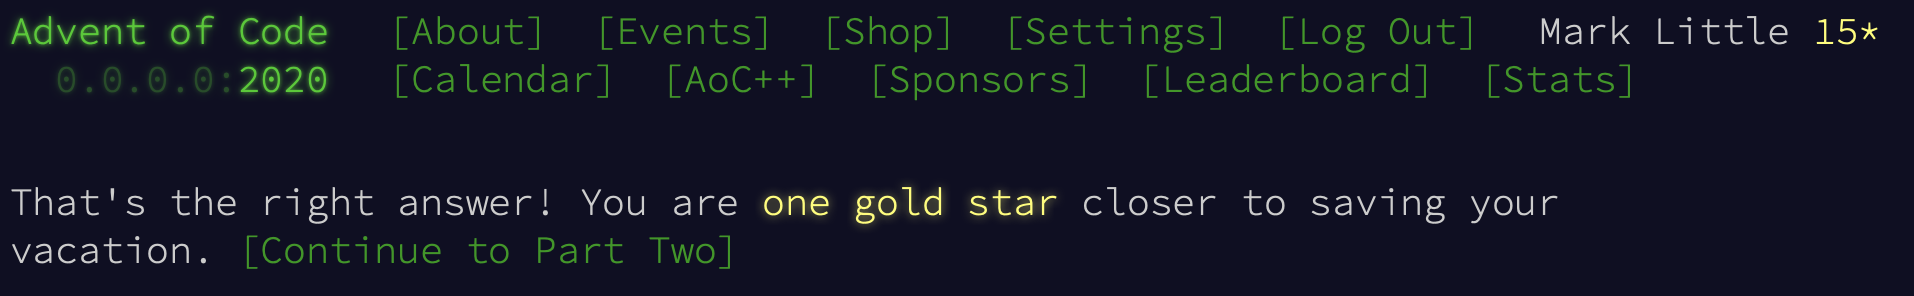 Advent of Code [About] [Events] [Shop] [Settings] [Log Out] Mark Little 15*
0.0.0.0:2020 [Calendar] [AoC++] [Sponsors] [Leaderboard] [Stats]
That's the right answer! You are one gold star closer to saving your
vacation. [Continue to Part Two]